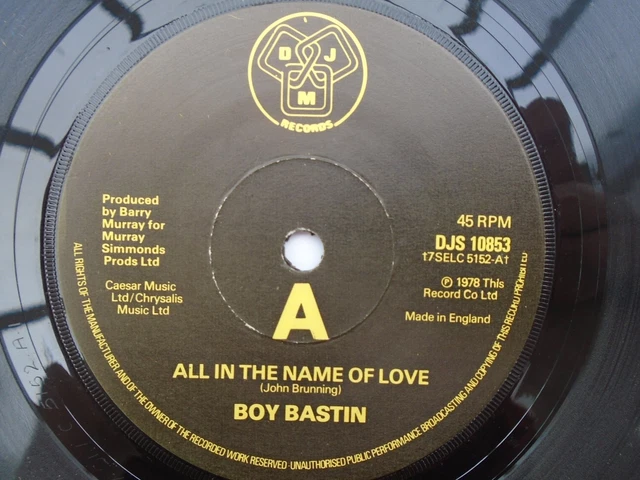 D J
M
RECORDS
Produced
by Barry
Murray for
Murray
Simmonds
Prods Ltd
Caesar Music
Ltd/Chrysalis
Music Ltd
45 RPM
DJS 10853
†7SELC 5152-A†
℗ 1978 This
Record Co Ltd
Made in England
A
ALL IN THE NAME OF LOVE
(John Brunning)
BOY BASTIN
ALL RIGHTS OF THE MANUFACTURER AND OF THE OWNER OF THE RECORDED WORK RESERVED · UNAUTHORISED PUBLIC PERFORMANCE BROADCASTING AND COPYING OF THIS RECORD PROHIBITED